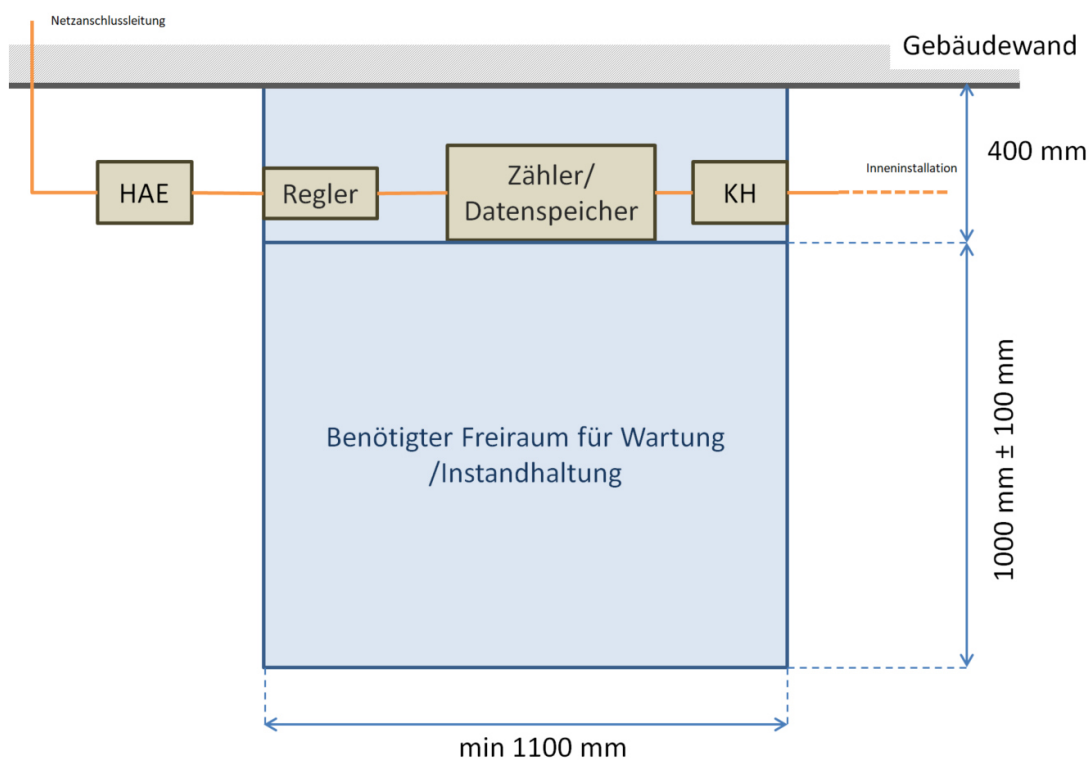 Netzanschlussleitung
Gebäudewand
400 mm
Inneninstallation
HAE
Regler
Zähler/
Datenspeicher
KH
Benötigter Freiraum für Wartung
/Instandhaltung
1000 mm ± 100 mm
min 1100 mm